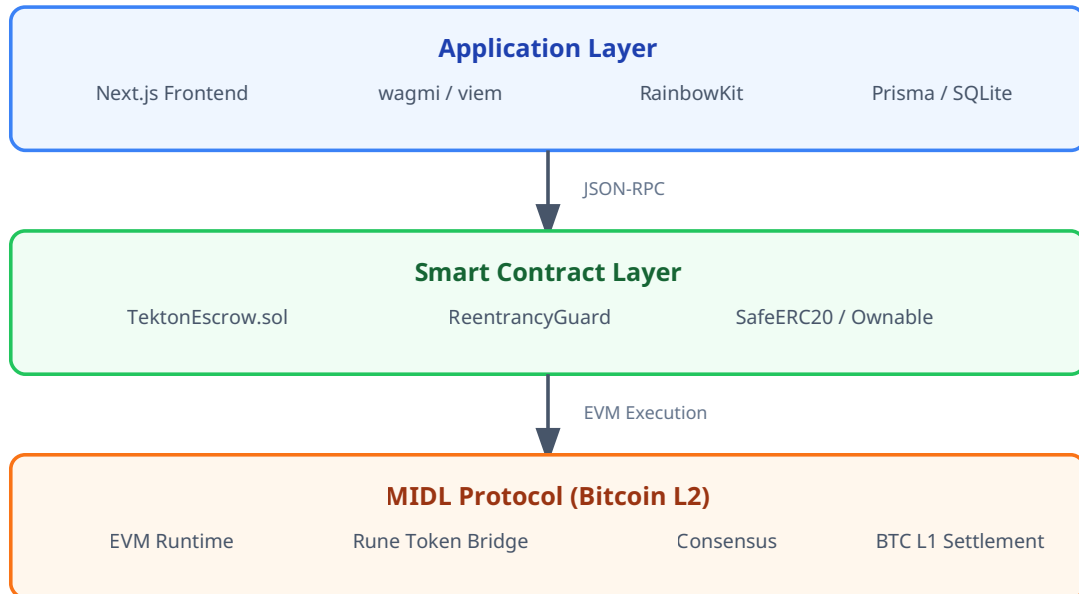 Application Layer
Next.js Frontend wagmi / viem RainbowKit Prisma / SQLite
JSON-RPC
Smart Contract Layer
TektonEscrow.sol ReentrancyGuard SafeERC20 / Ownable
EVM Execution
MIDL Protocol (Bitcoin L2)
EVM Runtime Rune Token Bridge Consensus BTC L1 Settlement